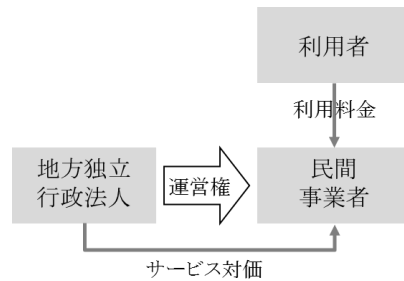 利用者
利用料金
地方独立
行政法人
運営権
民間
事業者
サービス対価